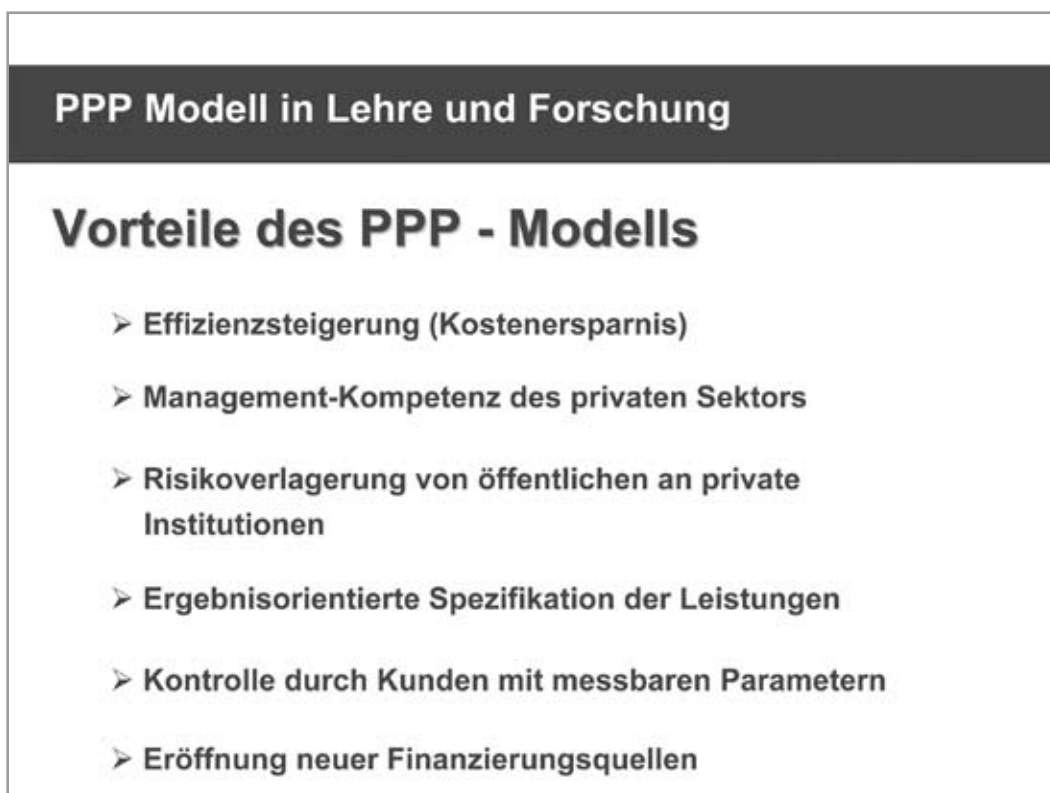 PPP Modell in Lehre und Forschung
Vorteile des PPP - Modells
➢ Effizienzsteigerung (Kostenersparnis)
➢ Management-Kompetenz des privaten Sektors
➢ Risikoverlagerung von öffentlichen an private
Institutionen
➢ Ergebnisorientierte Spezifikation der Leistungen
➢ Kontrolle durch Kunden mit messbaren Parametern
➢ Eröffnung neuer Finanzierungsquellen